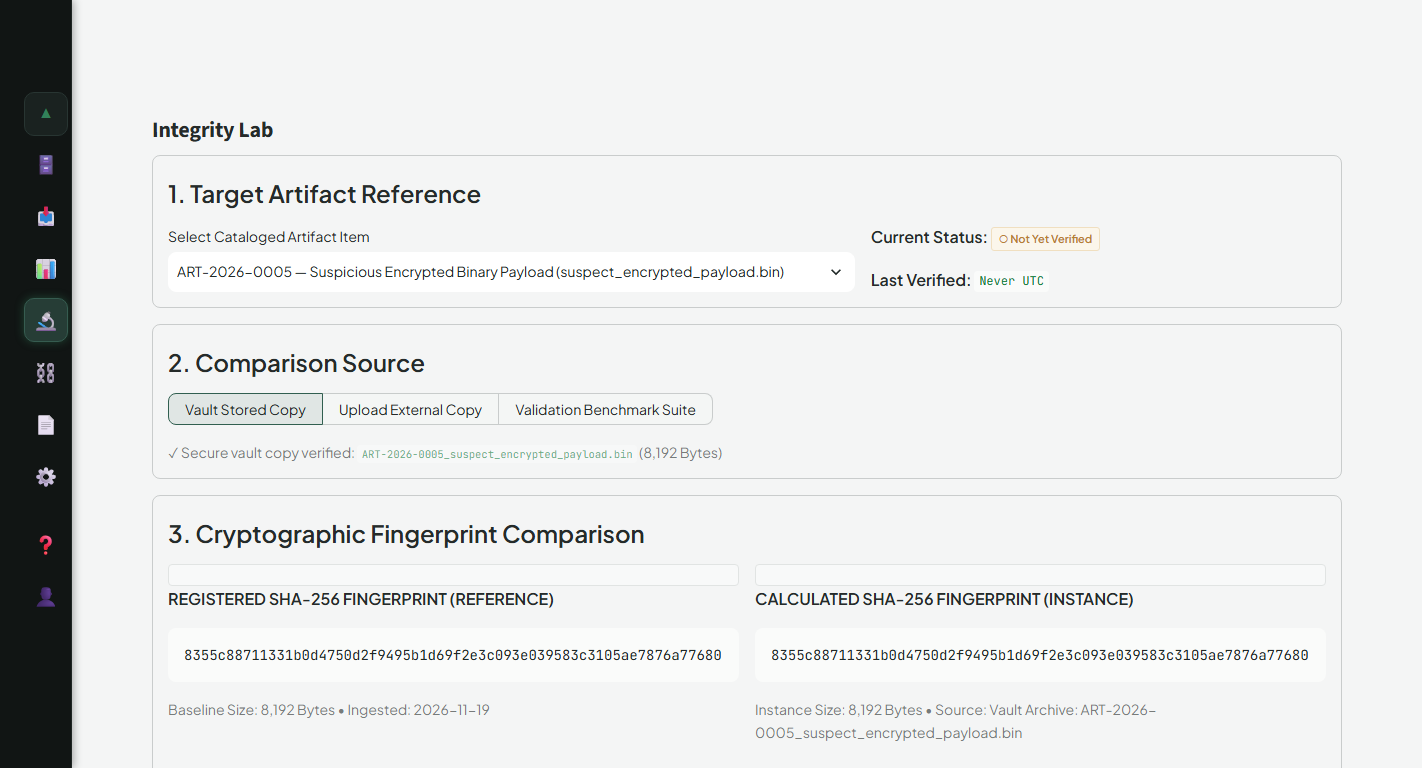 Integrity Lab
1. Target Artifact Reference
Select Cataloged Artifact Item
ART-2026-0005 — Suspicious Encrypted Binary Payload (suspect_encrypted_payload.bin)
Current Status: ○ Not Yet Verified
Last Verified: Never UTC
2. Comparison Source
Vault Stored Copy Upload External Copy Validation Benchmark Suite
✓ Secure vault copy verified: ART-2026-0005_suspect_encrypted_payload.bin (8,192 Bytes)
3. Cryptographic Fingerprint Comparison
REGISTERED SHA-256 FINGERPRINT (REFERENCE)
8355c88711331b0d4750d2f9495b1d69f2e3c093e039583c3105ae7876a77680
Baseline Size: 8,192 Bytes • Ingested: 2026-11-19
CALCULATED SHA-256 FINGERPRINT (INSTANCE)
8355c88711331b0d4750d2f9495b1d69f2e3c093e039583c3105ae7876a77680
Instance Size: 8,192 Bytes • Source: Vault Archive: ART-2026-
0005_suspect_encrypted_payload.bin